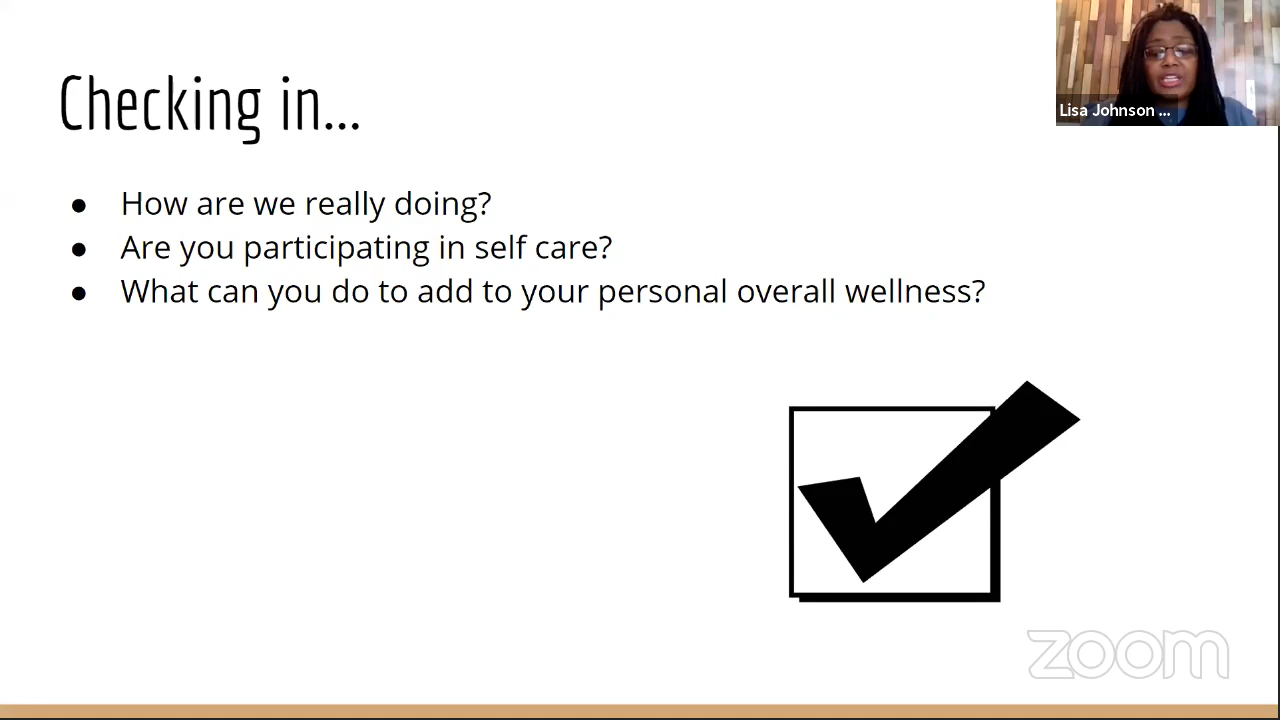 Checking in...
Lisa Johnson ...
● How are we really doing?
● Are you participating in self care?
● What can you do to add to your personal overall wellness?
zoom